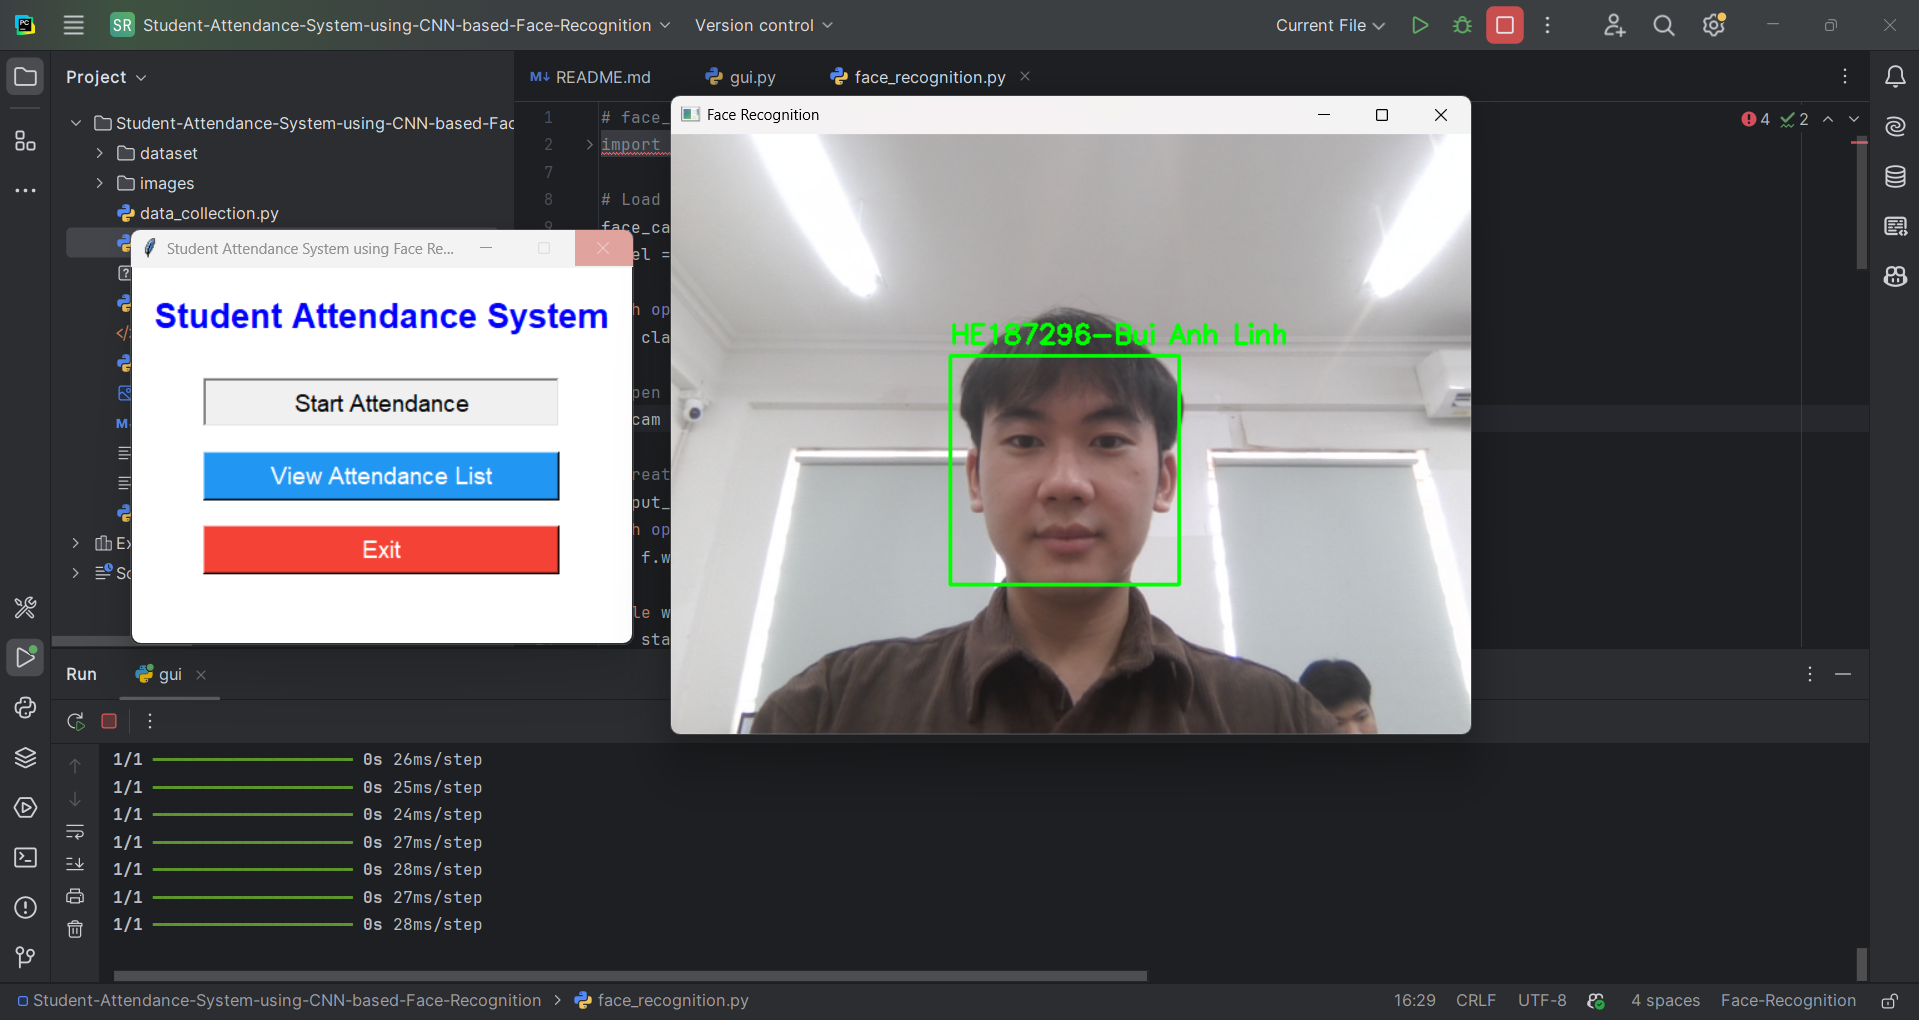 PC
SR Student-Attendance-System-using-CNN-based-Face-Recognition
Version control
Current File
Project
README.md
gui.py
face_recognition.py
Student-Attendance-System-using-CNN-based-Fac
dataset
images
data_collection.py
Ex
Sc
1 # face_
2 import
7
8 # Load
9 face_ca
el =
h op
cla
pen
cam
reat
put_
h op
f.w
le w
sta
4 2
Student Attendance System using Face Re...
Student Attendance System
Start Attendance
View Attendance List
Exit
Face Recognition
HE187296-Bui Anh Linh
Run
gui
1/1 0s 26ms/step
1/1 0s 25ms/step
1/1 0s 24ms/step
1/1 0s 27ms/step
1/1 0s 28ms/step
1/1 0s 27ms/step
1/1 0s 28ms/step
Student-Attendance-System-using-CNN-based-Face-Recognition > face_recognition.py
16:29 CRLF UTF-8 4 spaces Face-Recognition